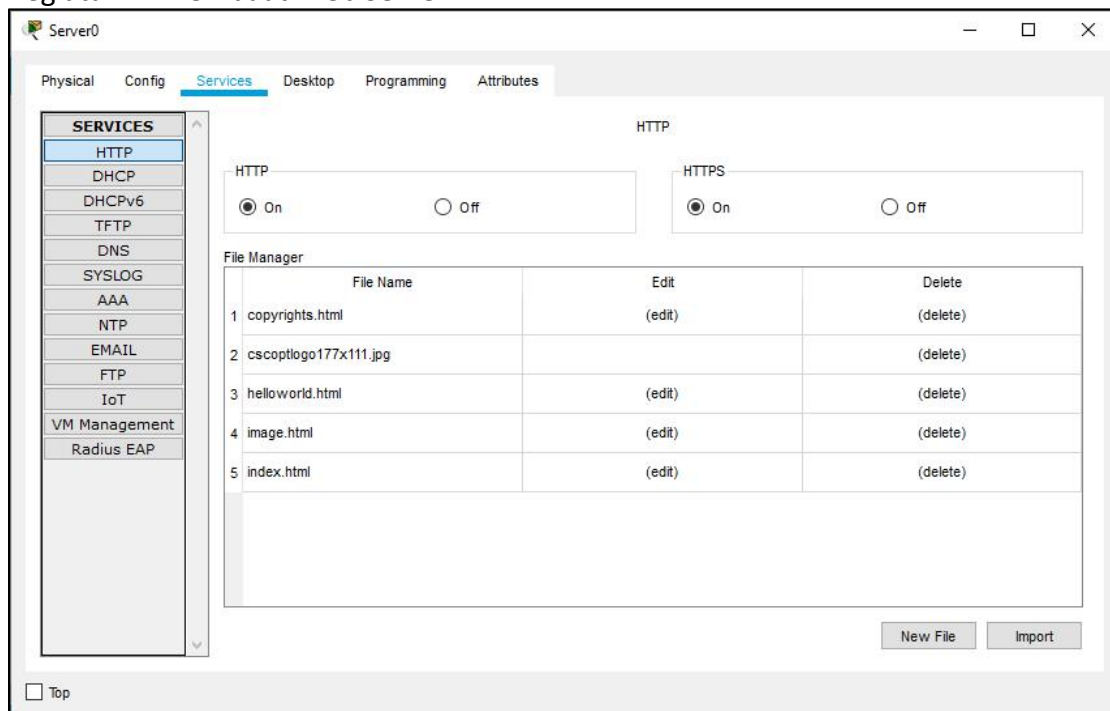 Server0
Physical Config Services Desktop Programming Attributes
SERVICES
HTTP
DHCP
DHCPv6
TFTP
DNS
SYSLOG
AAA
NTP
EMAIL
FTP
IoT
VM Management
Radius EAP
HTTP
HTTP
On Off
HTTPS
On Off
File Manager
File Name Edit Delete
1 copyrights.html (edit) (delete)
2 cscoptlogo177x111.jpg (delete)
3 helloworld.html (edit) (delete)
4 image.html (edit) (delete)
5 index.html (edit) (delete)
New File Import
Top